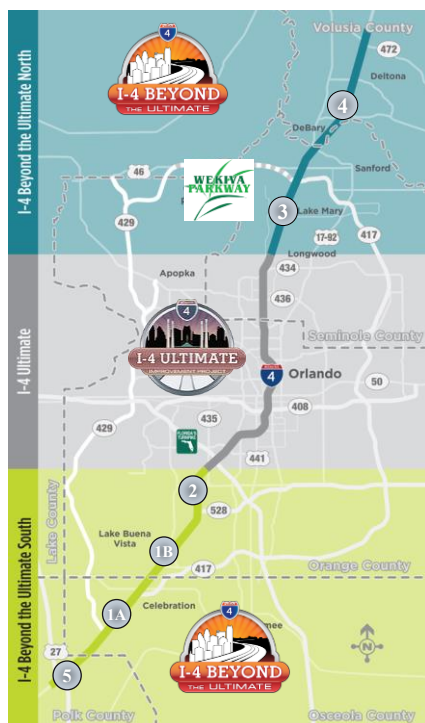 I-4 Beyond the Ultimate North
I-4 Ultimate
I-4 Beyond the Ultimate South
4
I-4 BEYOND
THE ULTIMATE
Volusia County
472
Deltona
4
DeBary
Sanford
46
WEKIVA
PARKWAY
3
Lake Mary
429
17-92
417
Longwood
434
Apopka
436
4
I-4 ULTIMATE
IMPROVEMENT PROJECT
Seminole County
4
Orlando
50
408
435
429
FLORIDA'S
TURNPIKE
441
2
528
Lake County
Lake Buena
Vista
1B
417
Orange County
1A
Celebration
4
I-4 BEYOND
THE ULTIMATE
27
5
N
Polk County
Osceola County